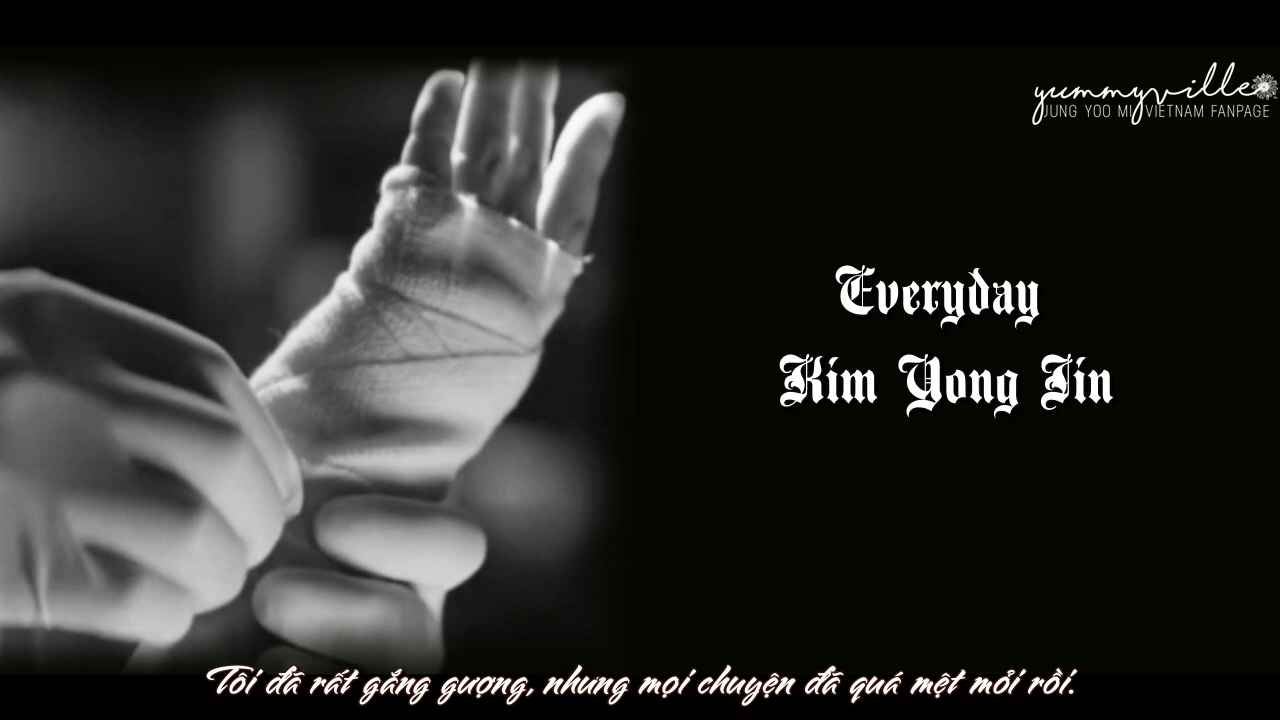 yummyville
JUNG YOO MI VIETNAM FANPAGE
Everyday
Kim Yong Jin
Tôi đã rất gắng gượng, nhưng mọi chuyện đã quá mệt mỏi rồi.